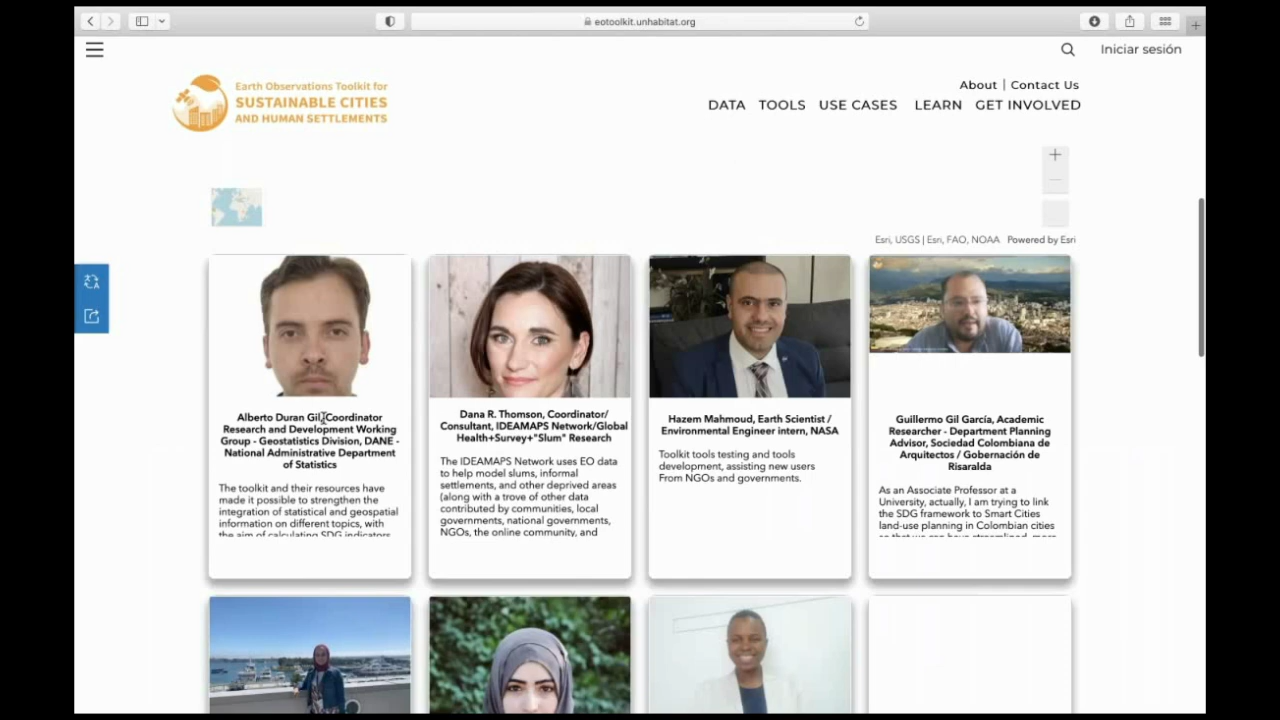 eotoolkit.unhabitat.org
Iniciar sesión
Earth Observations Toolkit for
SUSTAINABLE CITIES
AND HUMAN SETTLEMENTS
About | Contact Us
DATA TOOLS USE CASES LEARN GET INVOLVED
Esri, USGS | Esri, FAO, NOAA Powered by Esri
Alberto Duran Gil, Coordinator
Research and Development Working
Group - Geostatistics Division, DANE -
National Administrative Department
of Statistics
The toolkit and their resources have
made it possible to strengthen the
integration of statistical and geospatial
information on different topics, with
the aim of calculating SDG indicators
Dana R. Thomson, Coordinator/
Consultant, IDEAMAPS Network/Global
Health+Survey+"Slum" Research
The IDEAMAPS Network uses EO data
to help model slums, informal
settlements, and other deprived areas
(along with a trove of other data
contributed by communities, local
governments, national governments,
NGOs, the online community, and
Hazem Mahmoud, Earth Scientist /
Environmental Engineer intern, NASA
Toolkit tools testing and tools
development, assisting new users
From NGOs and governments.
Guillermo Gil García, Academic
Researcher - Department Planning
Advisor, Sociedad Colombiana de
Arquitectos / Gobernación de
Risaralda
As an Associate Professor at a
University, actually, I am trying to link
the SDG framework to Smart Cities
land-use planning in Colombian cities
so that we can have streamlined, more